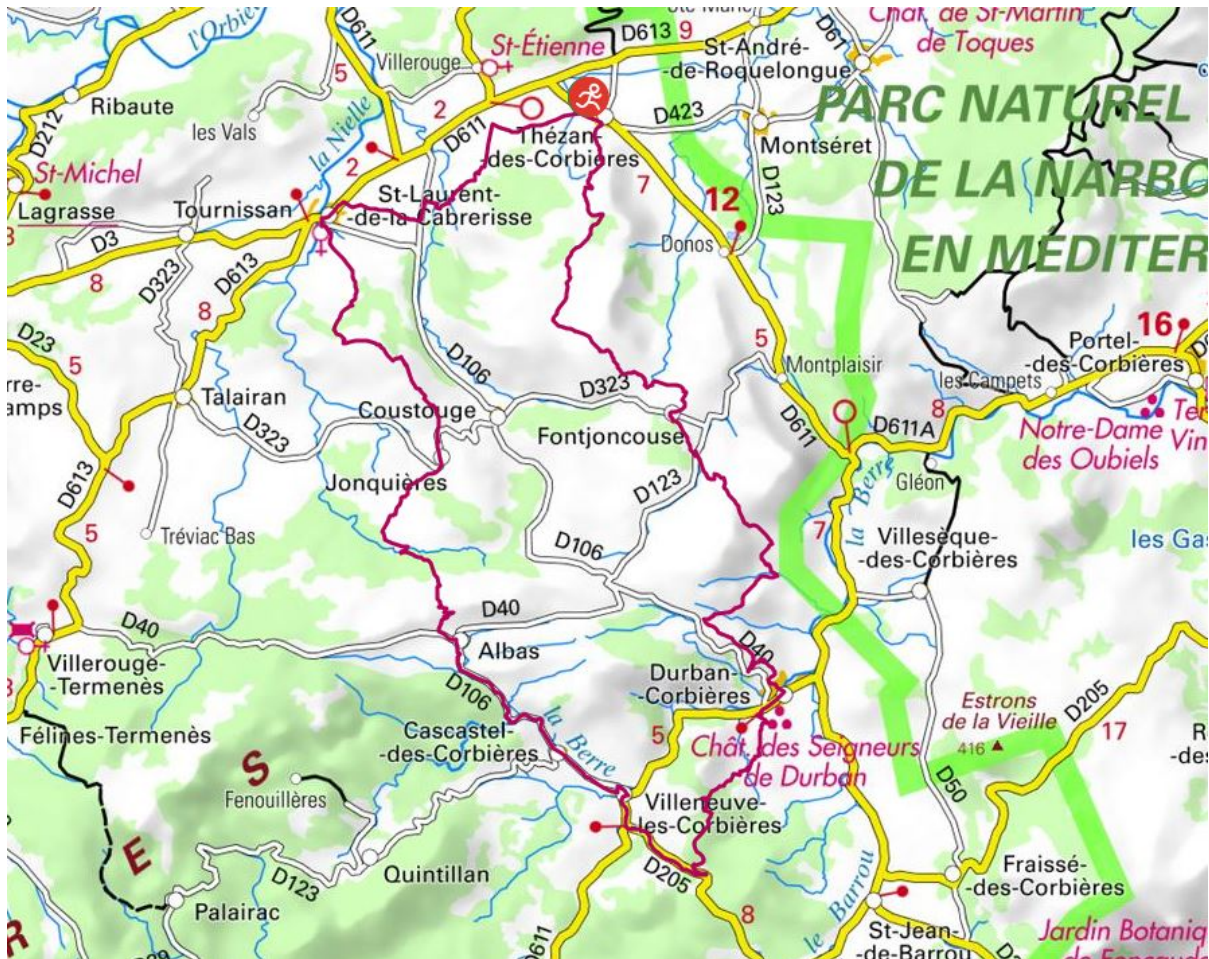 l'Orbieu
D611
Ste-Marie
D613
9
D61
Chât. de St-Martin
de Toques
St-Étienne
Villerouge
St-André-
-de-Roquelongue
5
Ribaute
les Vals
D212
la Nielle
2
D611
D423
PARC NATUREL
Thézan-
-des-Corbières
Montséret
St-Michel
2
7
DE LA NARBO
Lagrasse
Tournissan
St-Laurent-
-de-la-Cabrerisse
12
D123
D3
Donos
EN MÉDITER
8
D323
D613
8
D23
5
D106
5
16
Portel-
-des-Corbières
Montplaisir
les Campets
D323
Talairan
Coustouge
Fontjoncouse
D611
D611A
8
Notre-Dame
des Oubiels
D323
Jonquières
D123
la Berre
Gléon
D613
5
Tréviac Bas
D106
7
Villesèque-
-des-Corbières
les Gas
D40
D40
Villerouge-
-Termenès
Albas
D40
Durban-
-Corbières
D106
Estrons
de la Vieille
416
D205
17
Félines-Termenès
Cascastel-
-des-Corbières
la Berre
5
Chât. des Seigneurs
de Durban
S
Fenouillères
D50
Villeneuve-
-les-Corbières
E
Quintillan
D205
Fraissé-
-des-Corbières
D123
Palairac
8
le Barrou
R
D611
St-Jean-
-de-Barrou
Jardin Botaniq